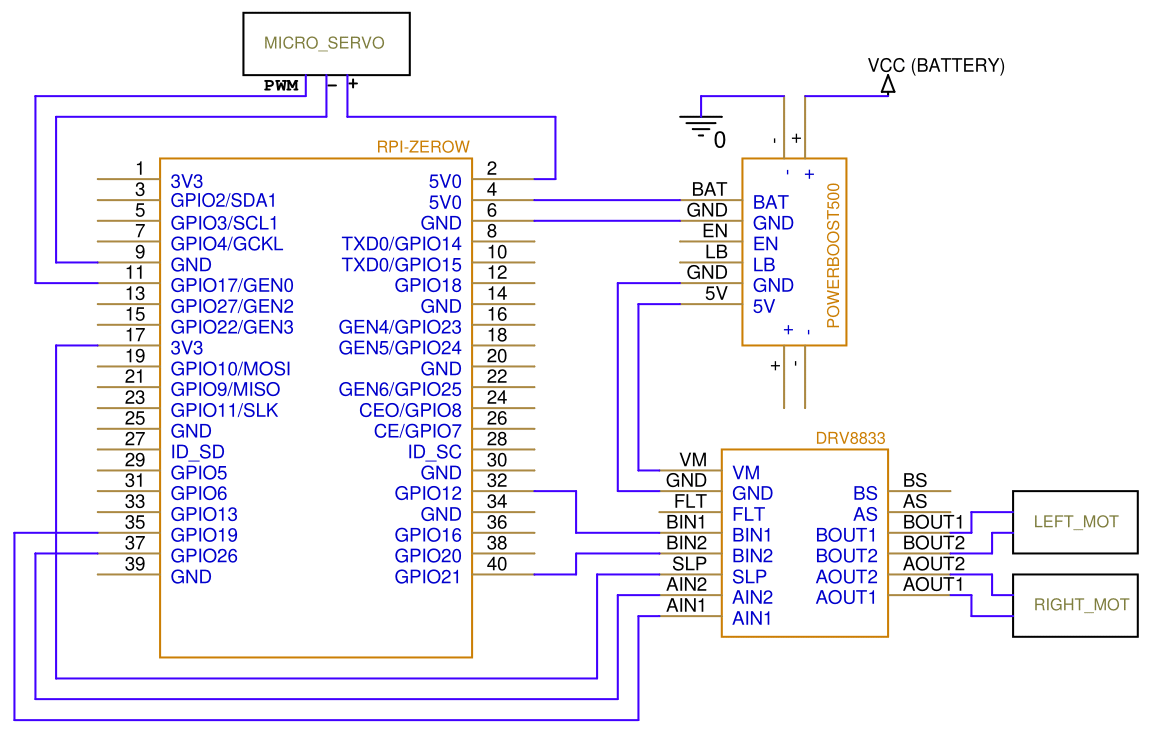 MICRO_SERVO
PWM - +
VCC (BATTERY)
0
RPI-ZEROW
1 3V3 5V0 2
3 GPIO2/SDA1 5V0 4
5 GPIO3/SCL1 GND 6
7 GPIO4/GCKL TXD0/GPIO14 8
9 GND TXD0/GPIO15 10
11 GPIO17/GEN0 GPIO18 12
13 GPIO27/GEN2 GND 14
15 GPIO22/GEN3 GEN4/GPIO23 16
17 3V3 GEN5/GPIO24 18
19 GPIO10/MOSI GND 20
21 GPIO9/MISO GEN6/GPIO25 22
23 GPIO11/SLK CEO/GPIO8 24
25 GND CE/GPIO7 26
27 ID_SD ID_SC 28
29 GPIO5 GND 30
31 GPIO6 GPIO12 32
33 GPIO13 GND 34
35 GPIO19 GPIO16 36
37 GPIO26 GPIO20 38
39 GND GPIO21 40
- +
- +
BAT BAT
GND GND
EN EN
LB LB
GND GND
5V 5V
POWERBOOST500
+ -
+ -
DRV8833
VM VM
GND GND BS BS
FLT FLT AS AS
BIN1 BIN1 BOUT1 BOUT1
BIN2 BIN2 BOUT2 BOUT2
SLP SLP AOUT2 AOUT2
AIN2 AIN2 AOUT1 AOUT1
AIN1 AIN1
LEFT_MOT
RIGHT_MOT